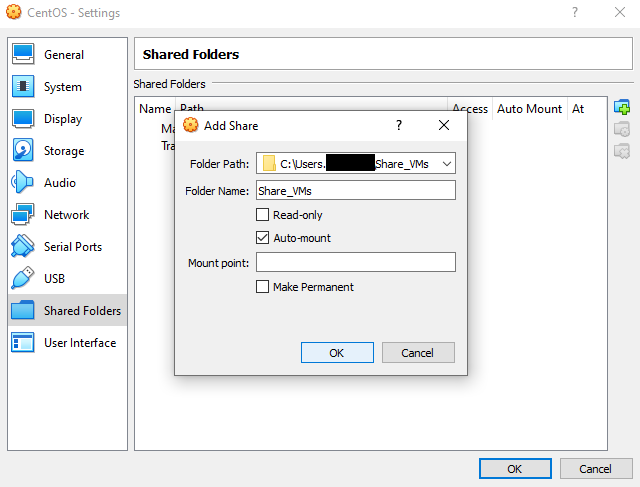 CentOS - Settings
General
System
Display
Storage
Audio
Network
Serial Ports
USB
Shared Folders
User Interface
Shared Folders
Shared Folders
Name Path Access Auto Mount At
Ma
Tra
Add Share
Folder Path: C:\Users. Share_VMs
Folder Name: Share_VMs
Read-only
Auto-mount
Mount point:
Make Permanent
OK Cancel
OK Cancel